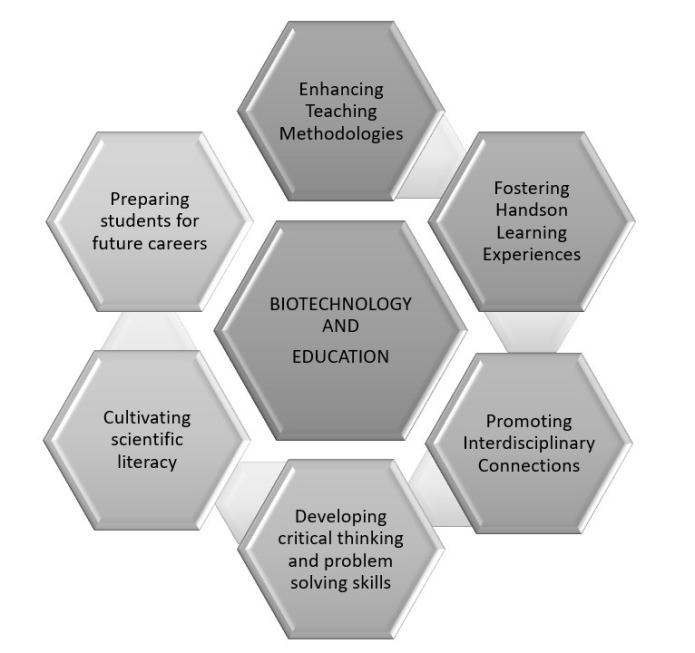 Enhancing
Teaching
Methodologies
Fostering
Handson
Learning
Experiences
Promoting
Interdisciplinary
Connections
Developing
critical thinking
and problem
solving skills
Cultivating
scientific
literacy
Preparing
students for
future careers
BIOTECHNOLOGY
AND
EDUCATION